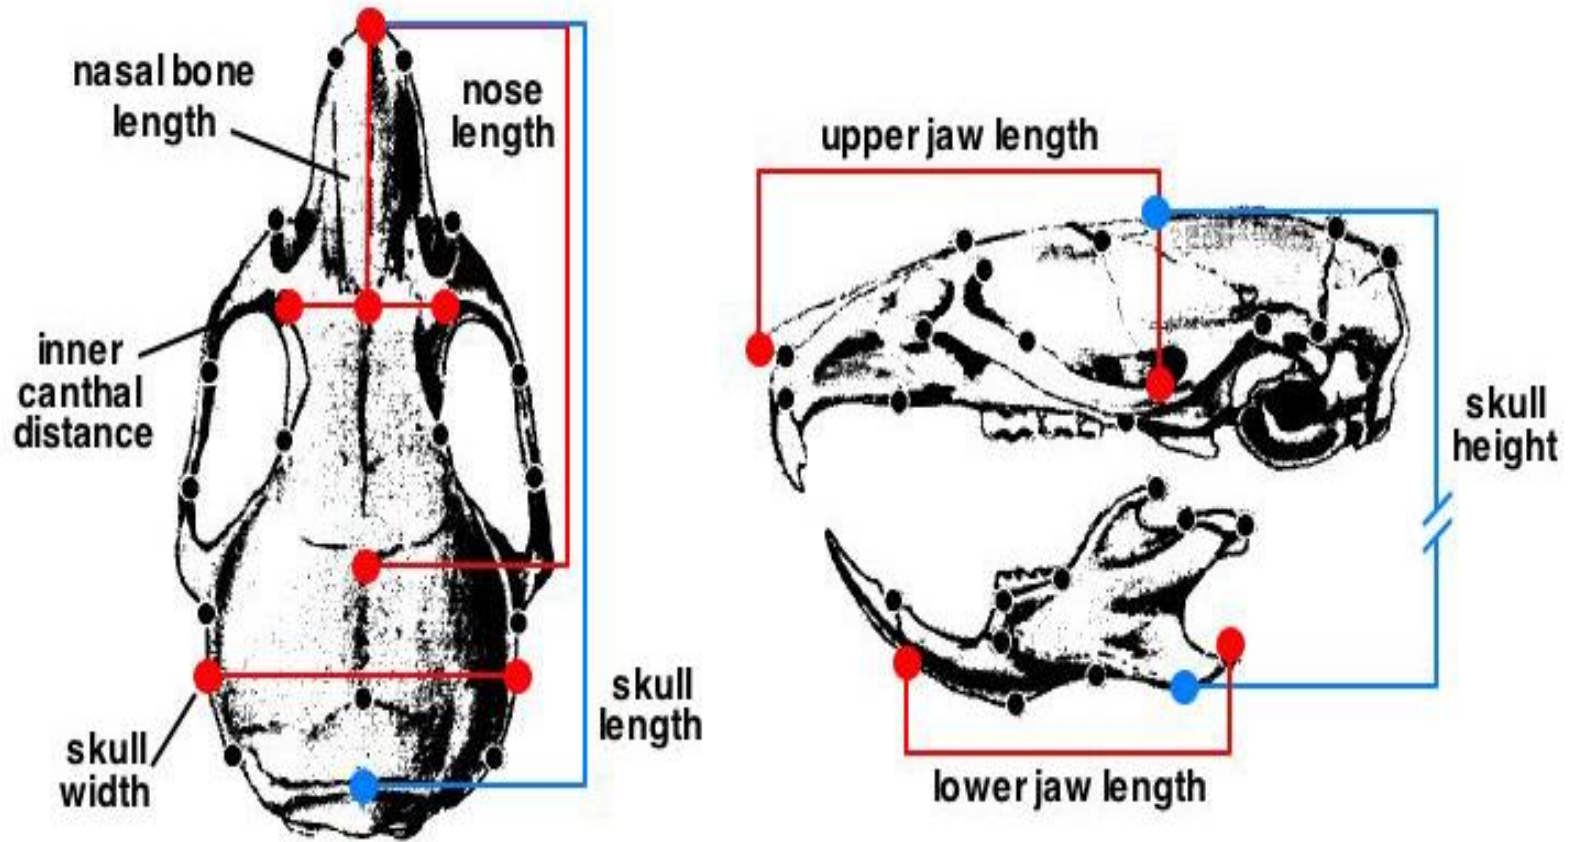 nasal bone
length
nose
length
inner
canthal
distance
skull
width
skull
length
upper jaw length
skull
height
lower jaw length